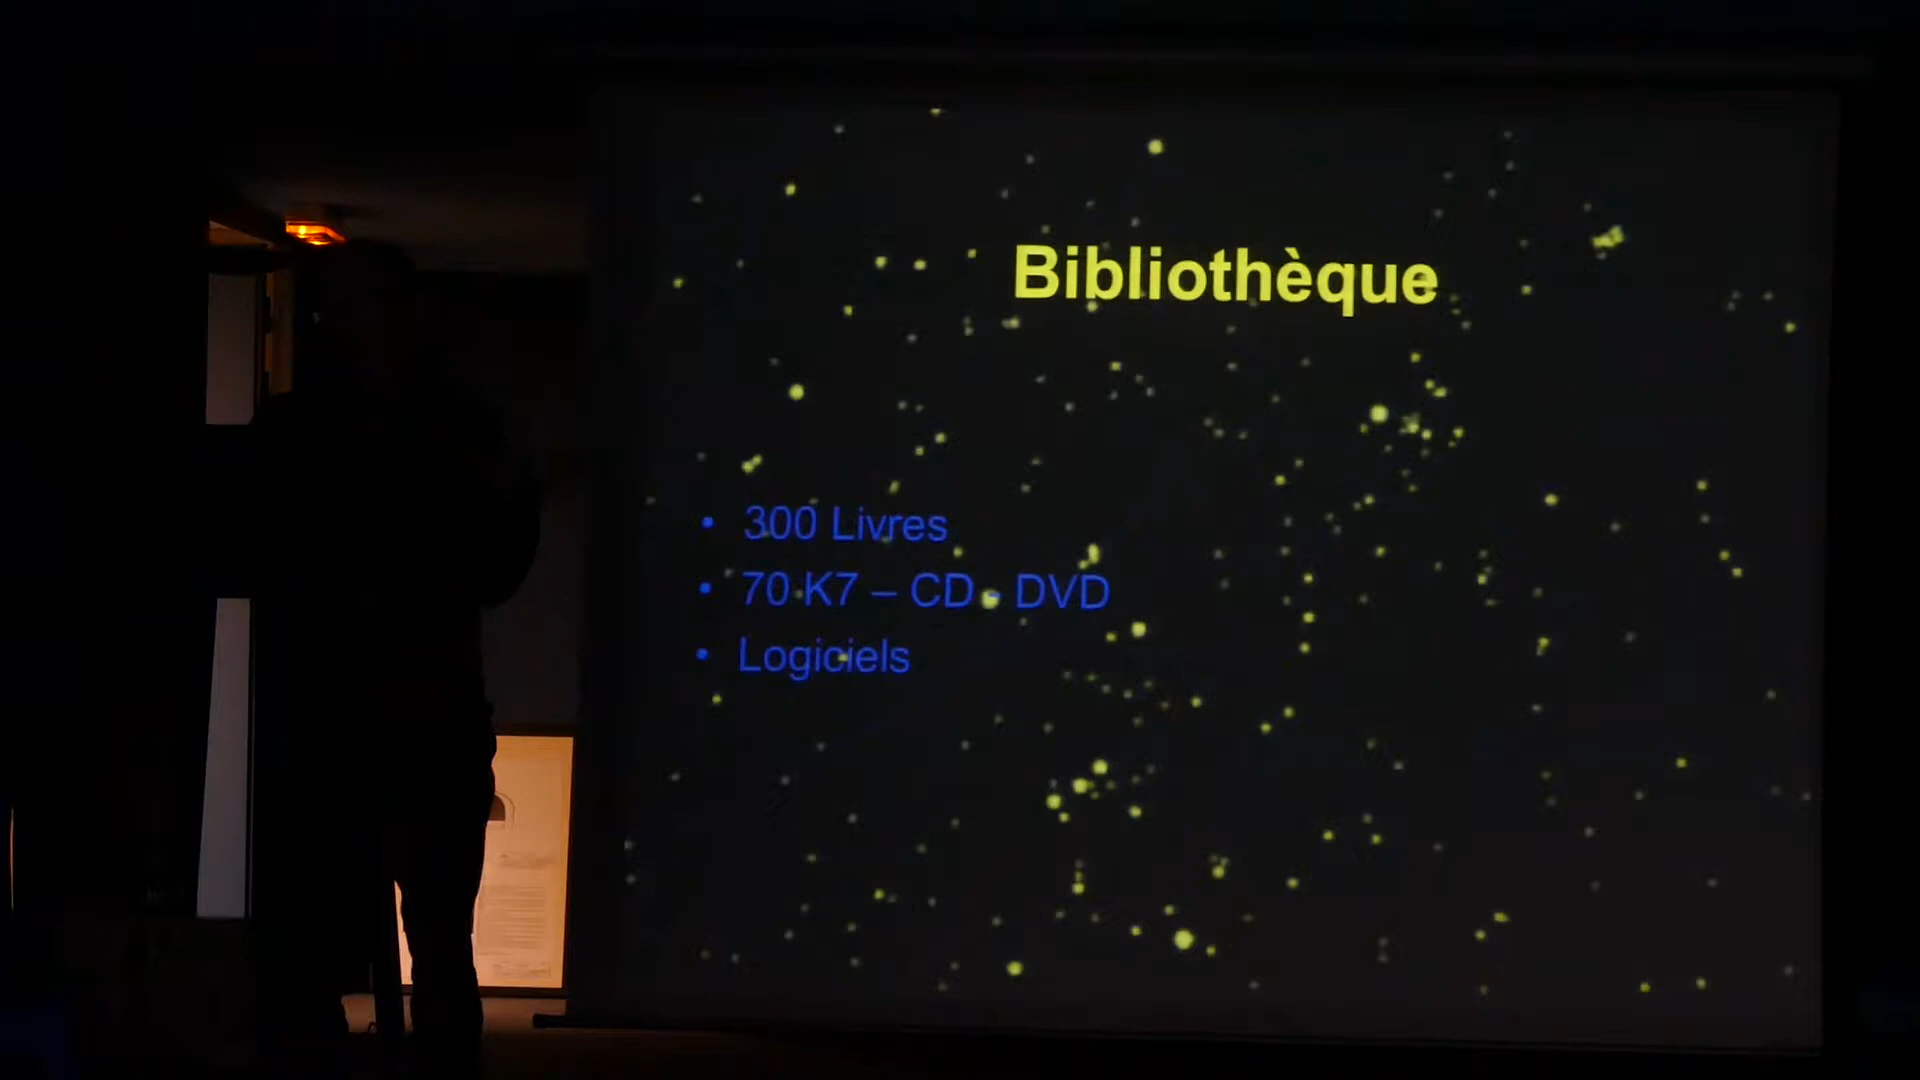 Bibliothèque
• 300 Livres
• 70 K7 – CD - DVD
• Logiciels